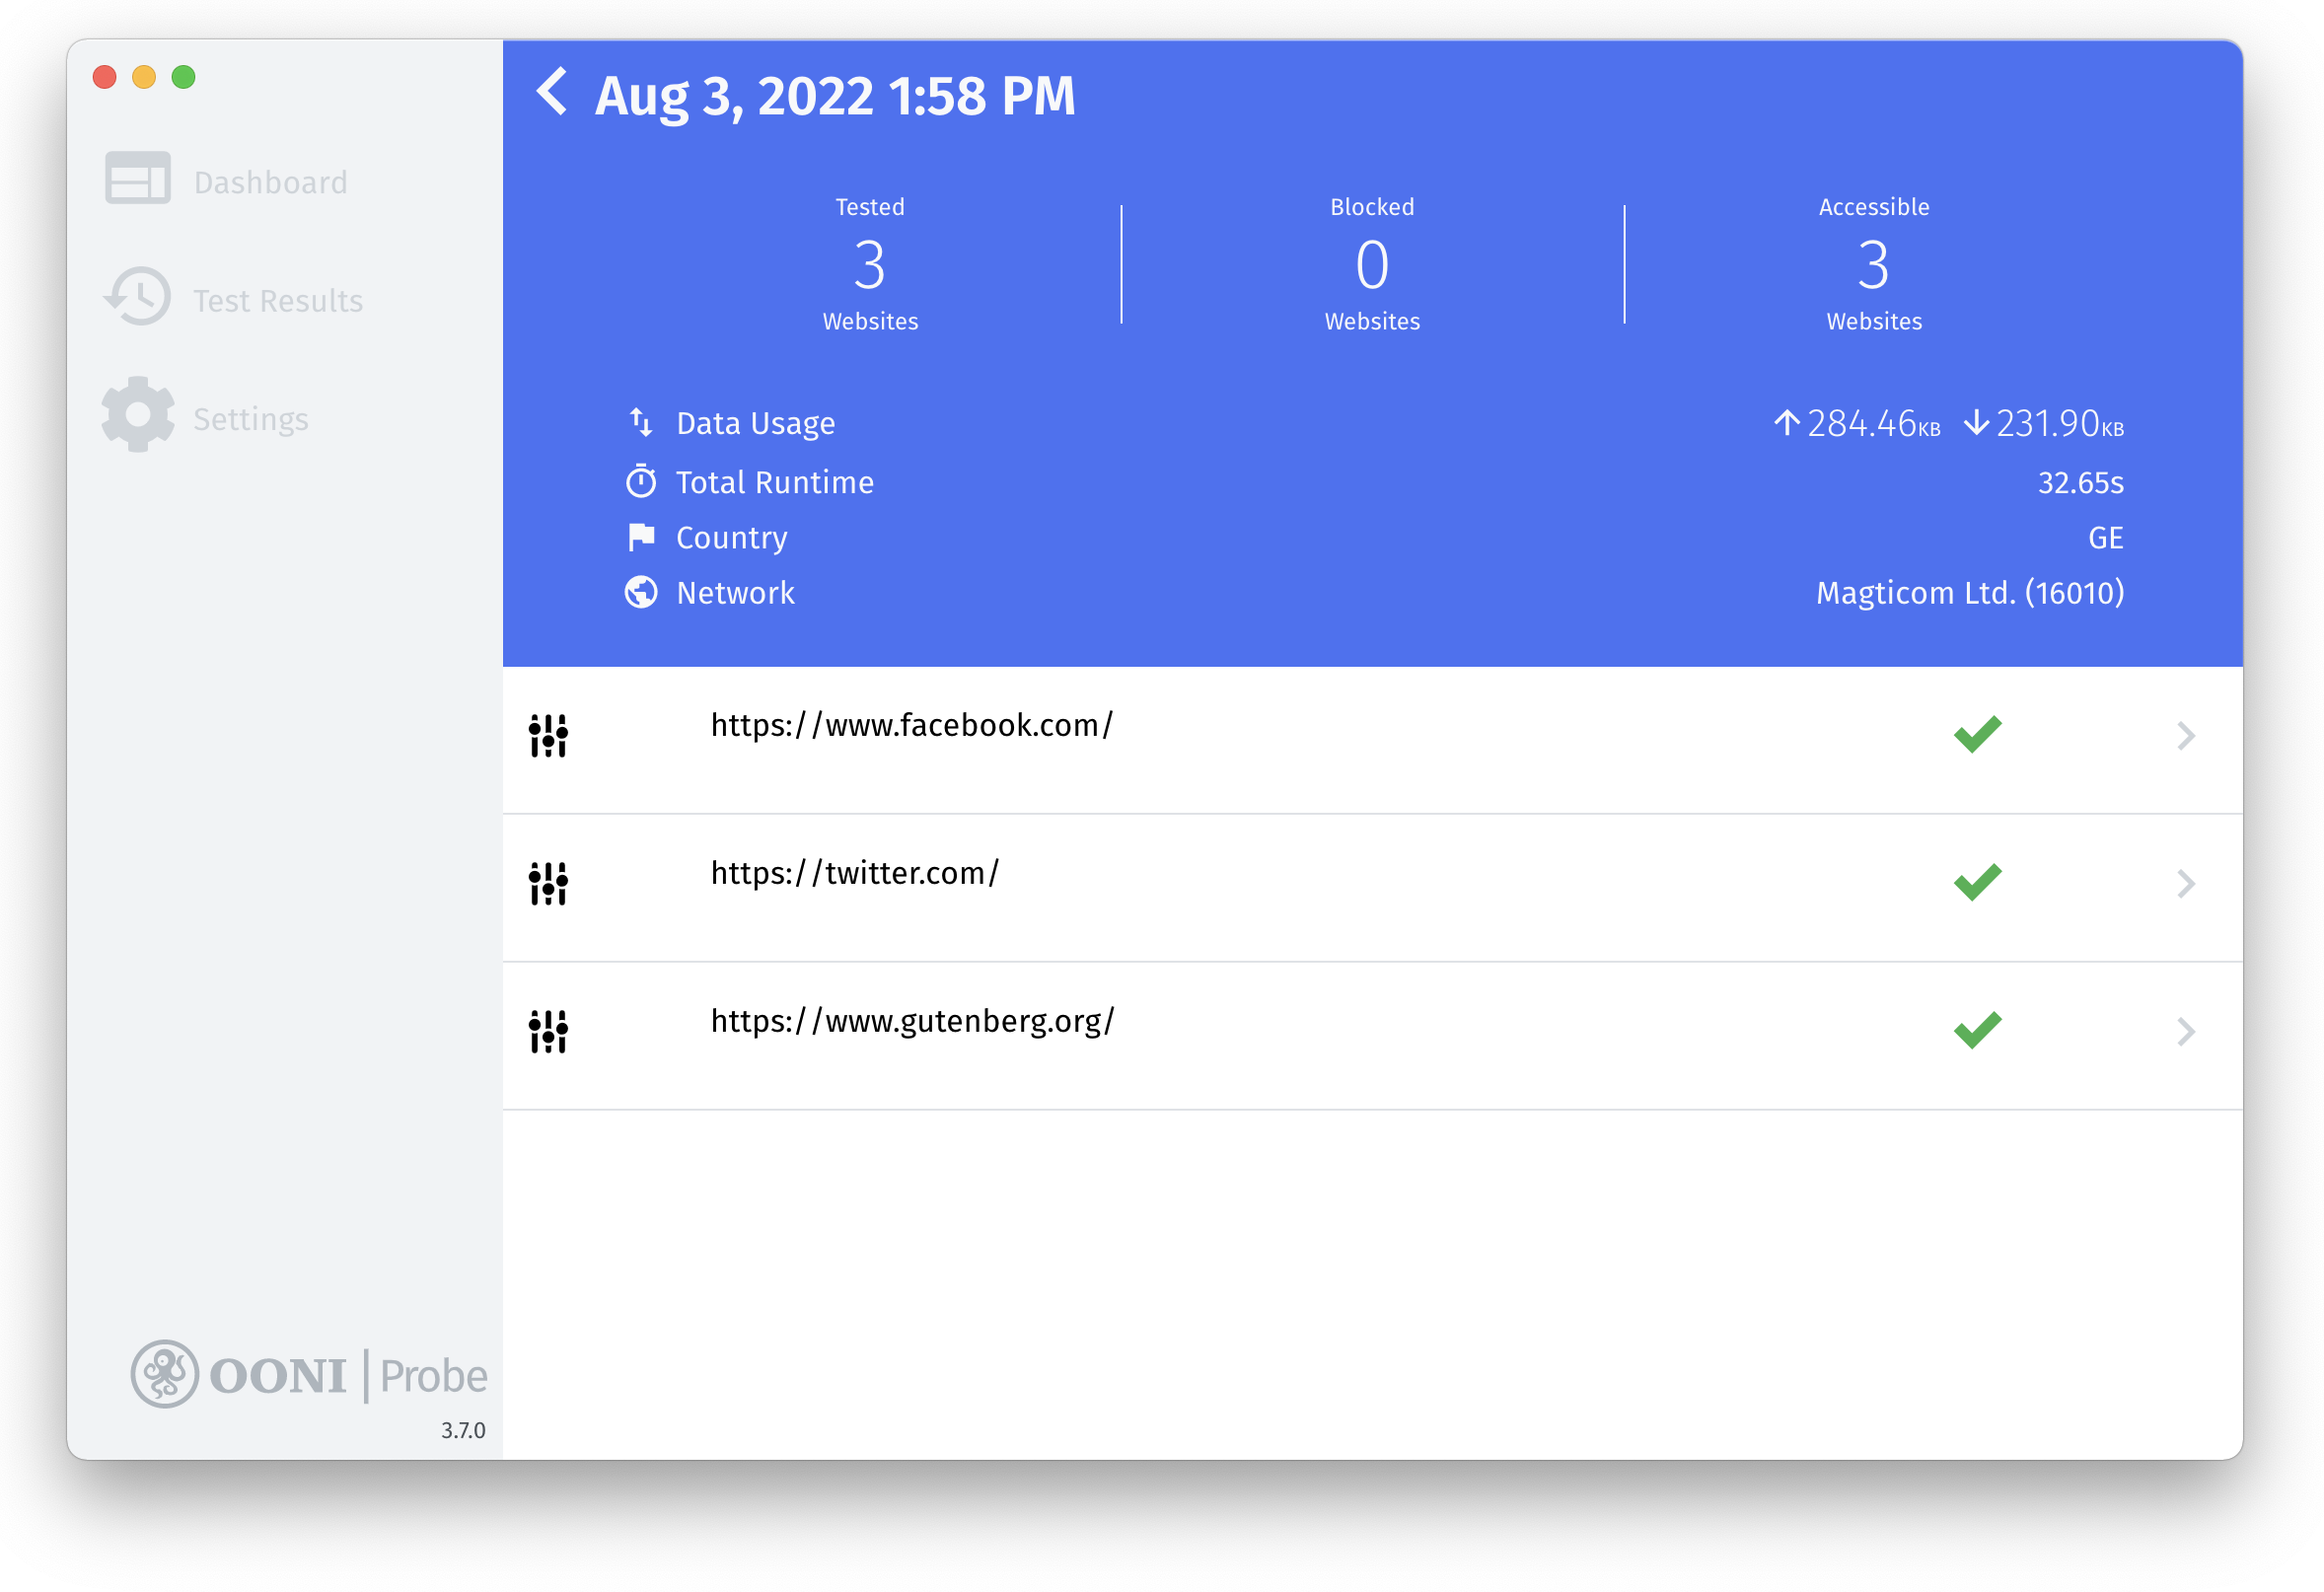 Aug 3, 2022 1:58 PM
Dashboard
Test Results
Settings
Tested
3
Websites
Blocked
0
Websites
Accessible
3
Websites
Data Usage
284.46KB 231.90KB
Total Runtime
32.65s
Country
GE
Network
Magticom Ltd. (16010)
https://www.facebook.com/
https://twitter.com/
https://www.gutenberg.org/
OONI Probe
3.7.0